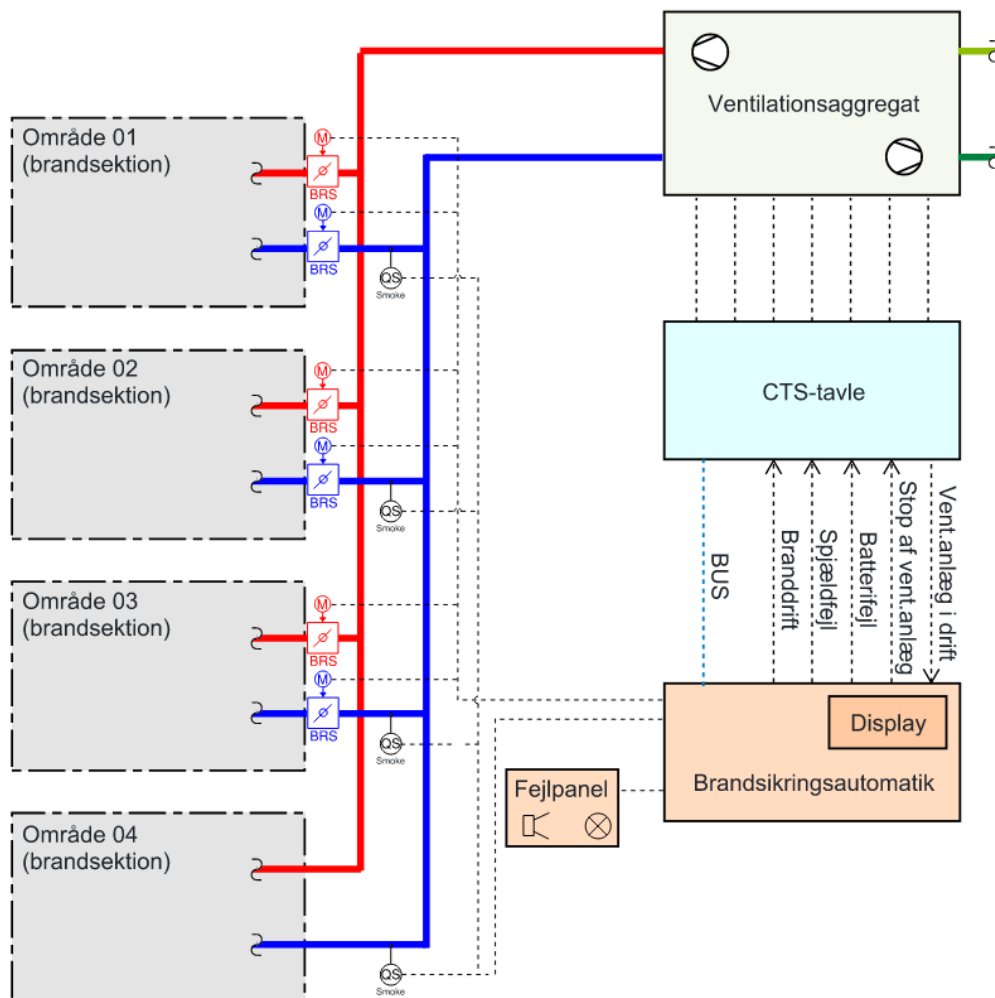 Ventilationsaggregat
Område 01
(brandsektion)
M
BRS
M
BRS
QS
Smoke
Område 02
(brandsektion)
M
BRS
M
BRS
QS
Smoke
CTS-tavle
BUS
Branddrift
Spjældfejl
Batterifejl
Stop af vent.anlæg
Vent.anlæg i drift
Område 03
(brandsektion)
M
BRS
M
BRS
QS
Smoke
Display
Brandsikringsautomatik
Fejlpanel
Område 04
(brandsektion)
QS
Smoke